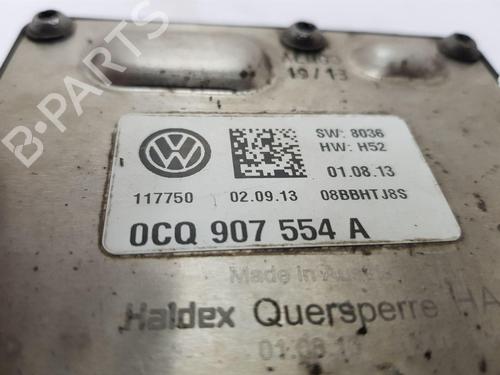 19/13
SW: 8036
HW: H52
01.08.13
117750 02.09.13 08BBHTJ8S
0CQ 907 554 A
Made in
Haldex Quersperre HA
B-PARTS